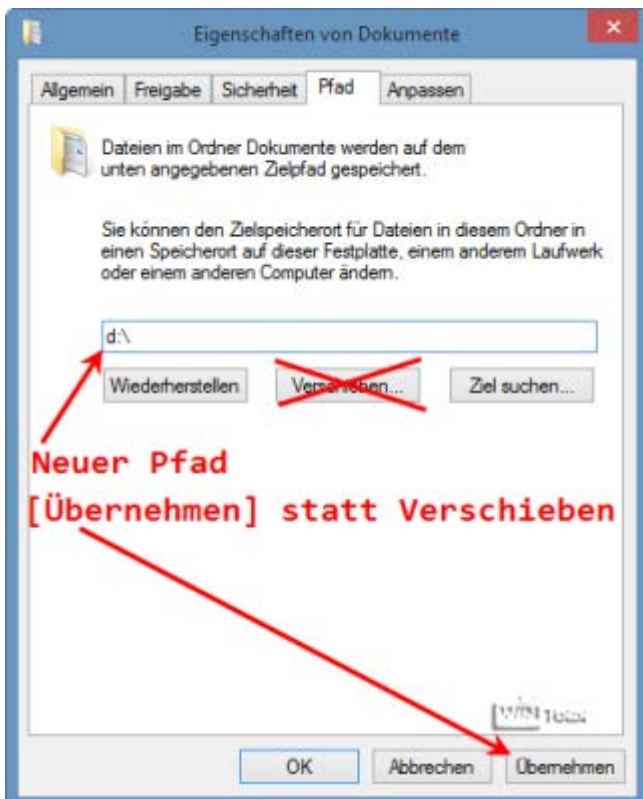 Eigenschaften von Dokumente
Allgemein Freigabe Sicherheit Pfad Anpassen
Dateien im Ordner Dokumente werden auf dem
unten angegebenen Zielpfad gespeichert.
Sie können den Zielspeicherort für Dateien in diesem Ordner in
einen Speicherort auf dieser Festplatte, einem anderem Laufwerk
oder einem anderen Computer ändern.
d:\
Wiederherstellen Verschieben... Ziel suchen...
Neuer Pfad
[Übernehmen] statt Verschieben
WIN Total
OK Abbrechen Übernehmen